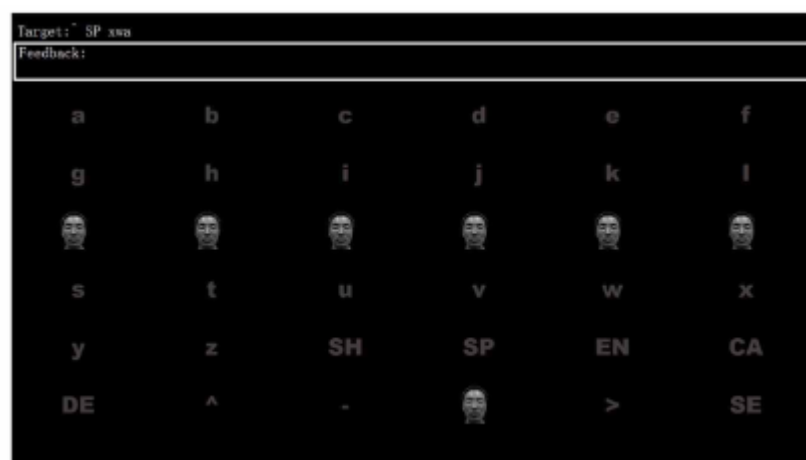 Target:^ SP xwa
Feedback:
a b c d e f
g h i j k l
s t u v w x
y z SH SP EN CA
DE ^ - > SE